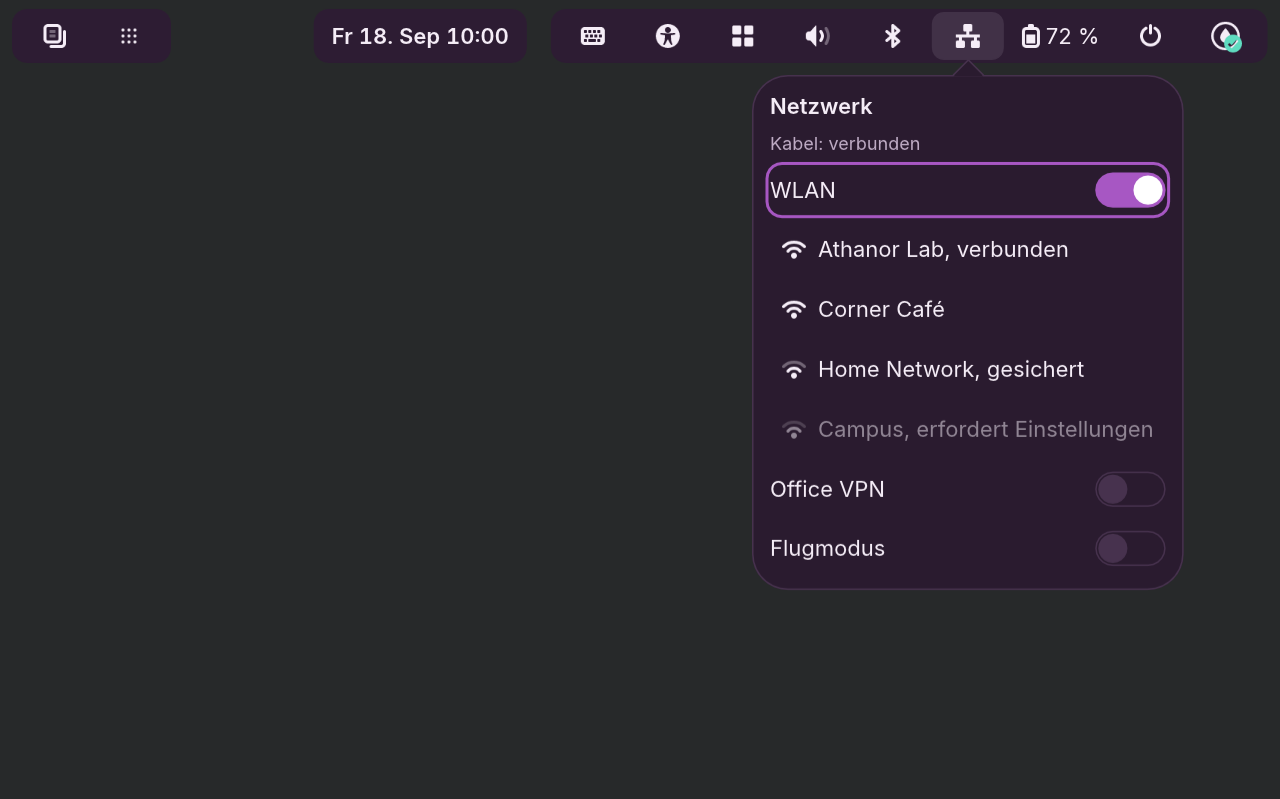 Fr 18. Sep 10:00
72 %
Netzwerk
Kabel: verbunden
WLAN
Athanor Lab, verbunden
Corner Café
Home Network, gesichert
Campus, erfordert Einstellungen
Office VPN
Flugmodus